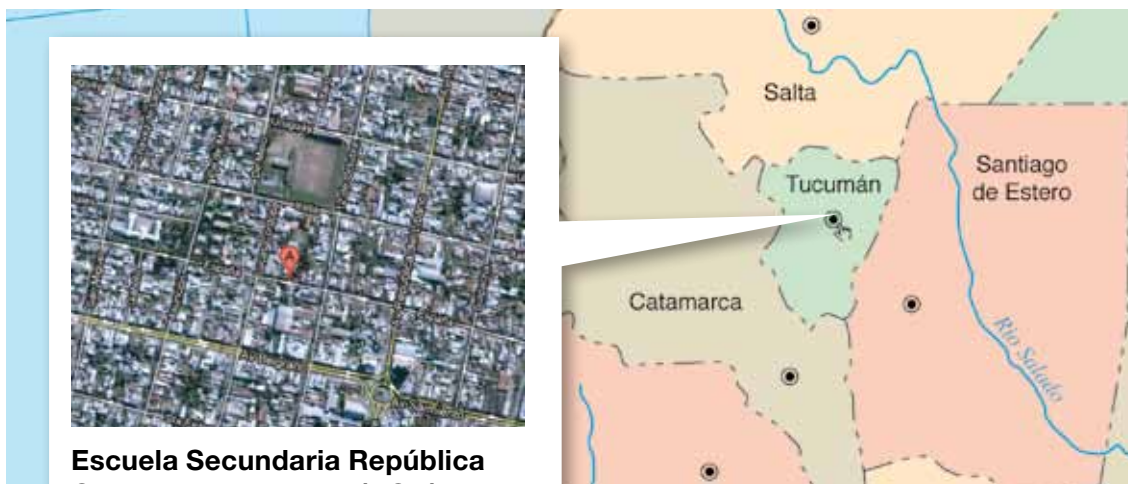 Salta
Tucumán
Santiago
de Estero
Catamarca
Río Salado
A
Escuela Secundaria República